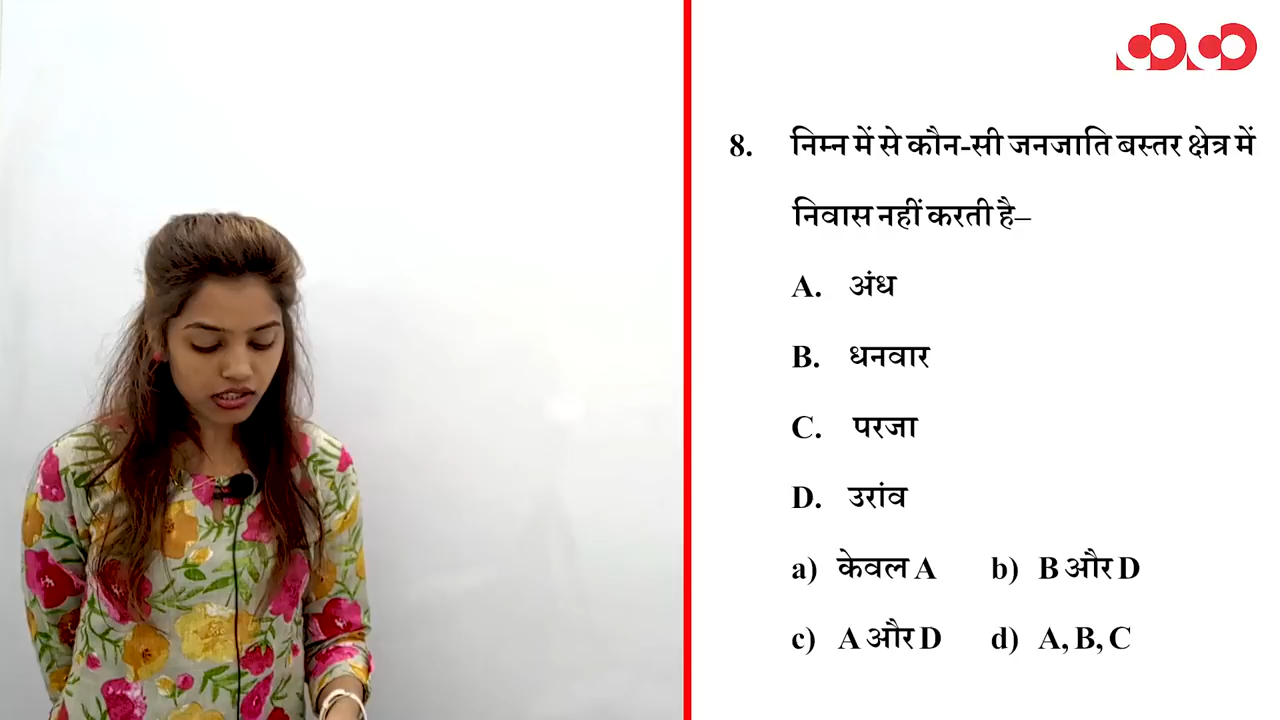 8. निम्न में से कौन-सी जनजाति बस्तर क्षेत्र में
निवास नहीं करती है–
A. अंध
B. धनवार
C. परजा
D. उरांव
a) केवल A b) B और D
c) A और D d) A, B, C